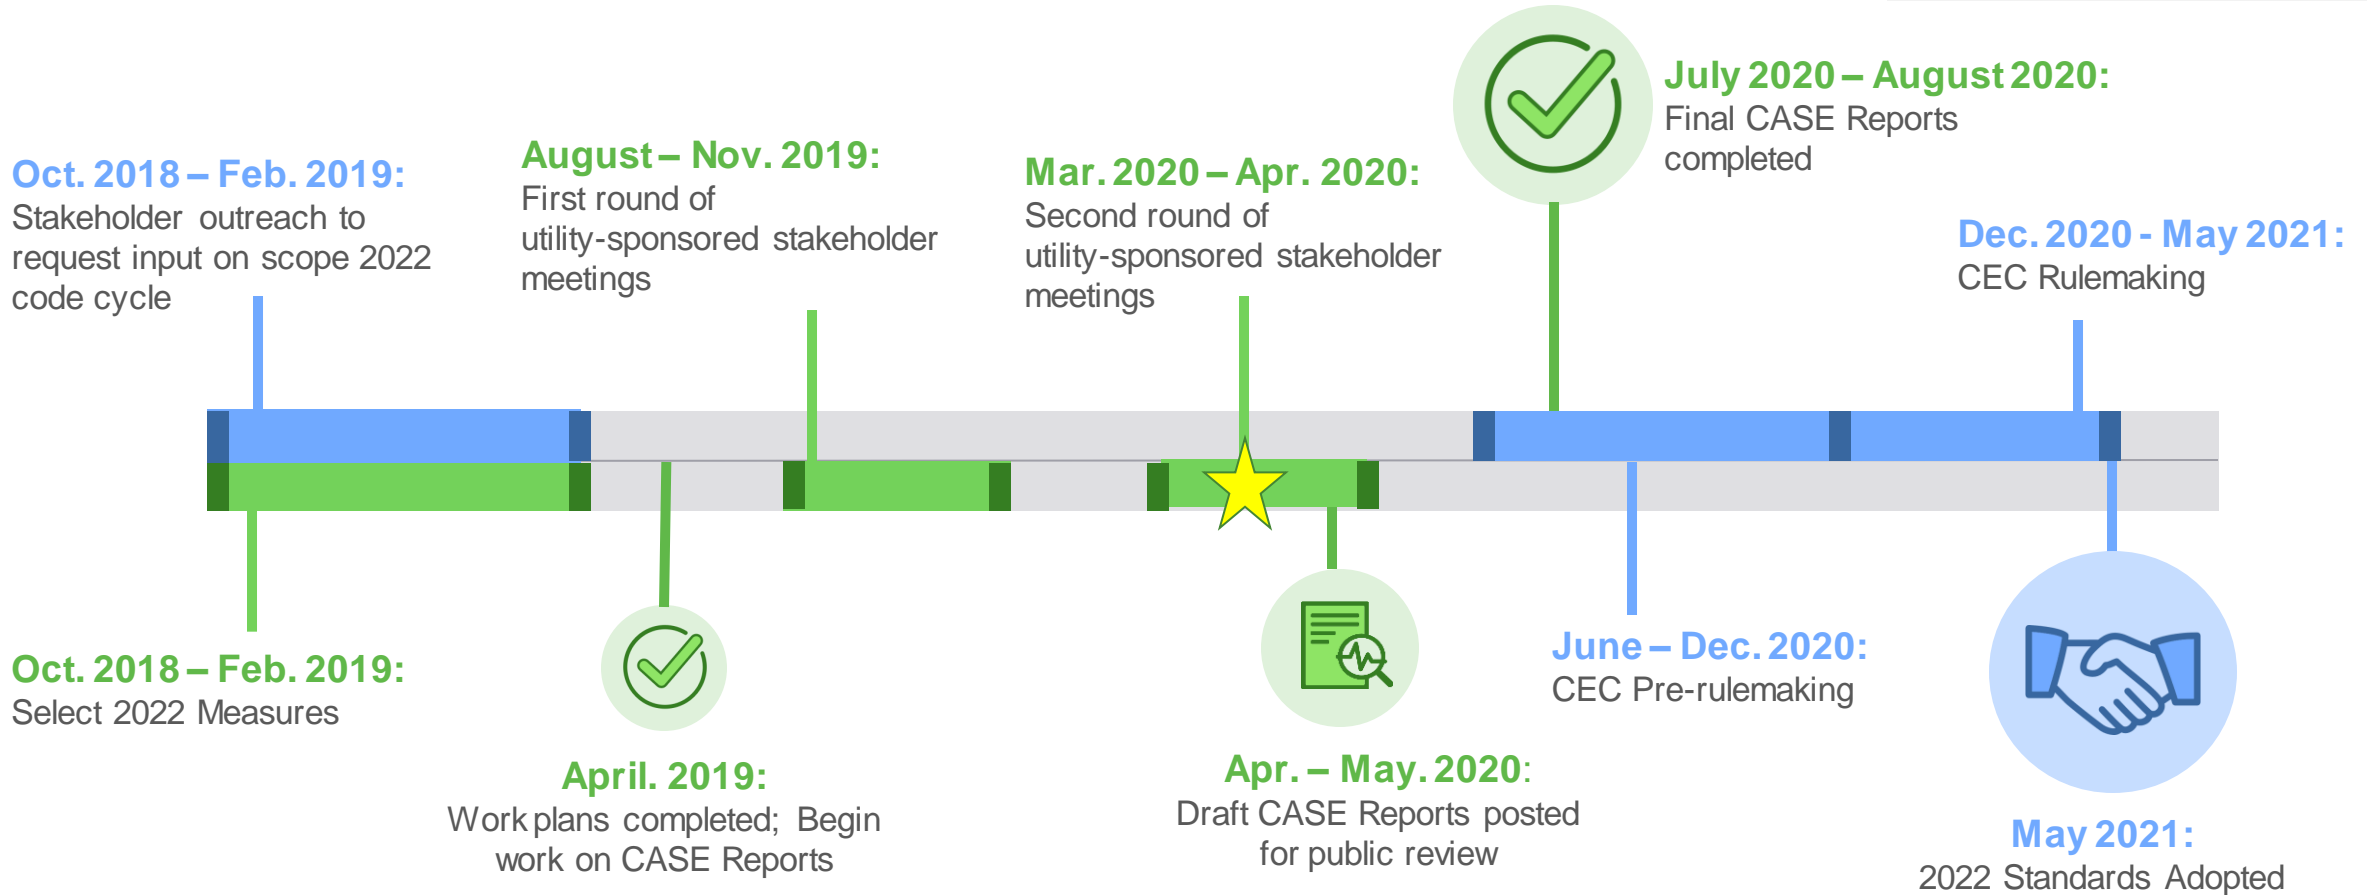 Oct. 2018 – Feb. 2019:
Stakeholder outreach to
request input on scope 2022
code cycle
August – Nov. 2019:
First round of
utility-sponsored stakeholder
meetings
Mar. 2020 – Apr. 2020:
Second round of
utility-sponsored stakeholder
meetings
July 2020 – August 2020:
Final CASE Reports
completed
Dec. 2020 - May 2021:
CEC Rulemaking
Oct. 2018 – Feb. 2019:
Select 2022 Measures
April. 2019:
Work plans completed; Begin
work on CASE Reports
Apr. – May. 2020:
Draft CASE Reports posted
for public review
June – Dec. 2020:
CEC Pre-rulemaking
May 2021:
2022 Standards Adopted